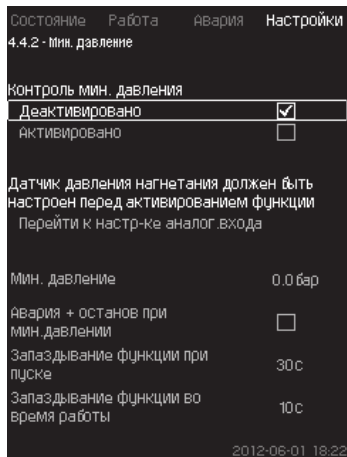 Состояние Работа Авария Настройки
4.4.2 - Мин. давление
Контроль мин. давления
Деактивировано
Активировано
Датчик давления нагнетания должен быть
настроен перед активированием функции
Перейти к настр-ке аналог.входа
Мин. давление 0.0 бар
Авария + останов при
мин.давлении
Запаздывание функции при
пуске 30с
Запаздывание функции во
время работы 10с
2012-06-01 18:22